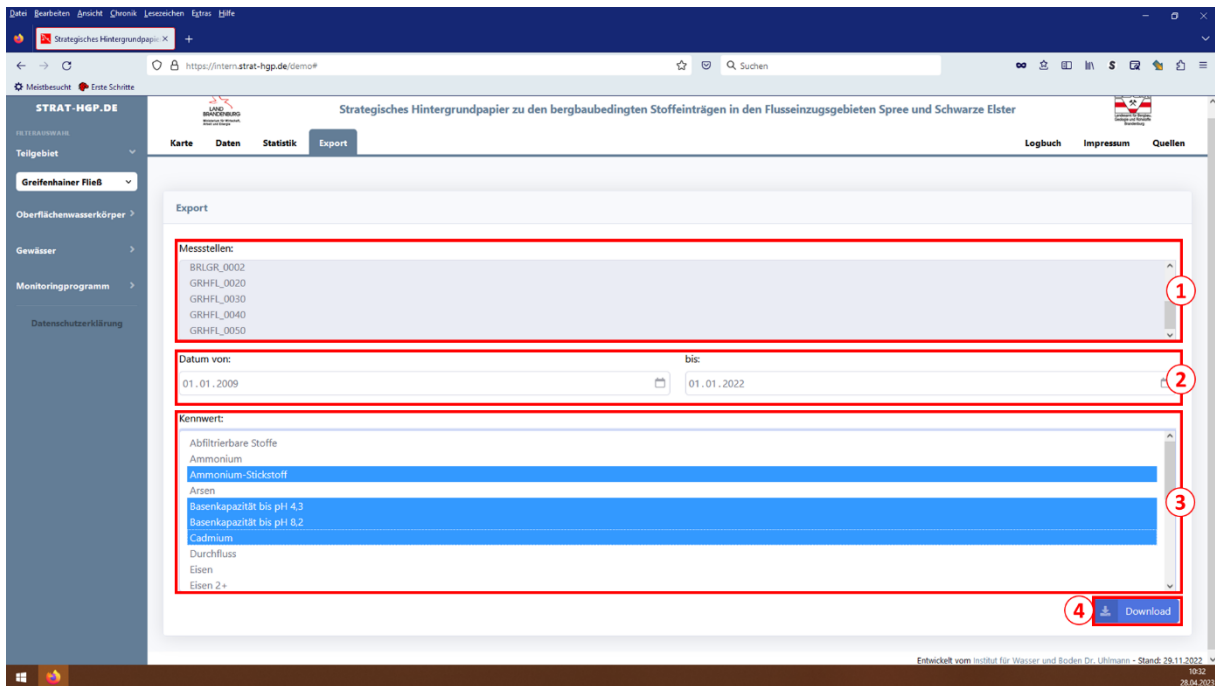 Datei Bearbeiten Ansicht Chronik Lesezeichen Extras Hilfe
Strategisches Hintergrundpapie
https://intern.strat-hgp.de/demo#
Suchen
Meistbesucht Erste Schritte
STRAT-HGP.DE
LAND
BRANDENBURG
Strategisches Hintergrundpapier zu den bergbaubedingten Stoffeinträgen in den Flusseinzugsgebieten Spree und Schwarze Elster
FILTERAUSWAHL
Karte Daten Statistik Export Logbuch Impressum Quellen
Teilgebiet
Greifenhainer Fließ
Oberflächenwasserkörper
Gewässer
Monitoringprogramm
Datenschutzerklärung
Export
Messstellen:
BRLGR_0002
GRHFL_0020
GRHFL_0030
GRHFL_0040
GRHFL_0050
1
Datum von: bis:
01.01.2009 01.01.2022
2
Kennwert:
Abfiltrierbare Stoffe
Ammonium
Ammonium-Stickstoff
Arsen
Basenkapazität bis pH 4,3
Basenkapazität bis pH 8,2
Cadmium
Durchfluss
Eisen
Eisen 2+
3
4 Download
Entwickelt vom Institut für Wasser und Boden Dr. Uhlmann - Stand: 29.11.2022
10:32
28.04.2023